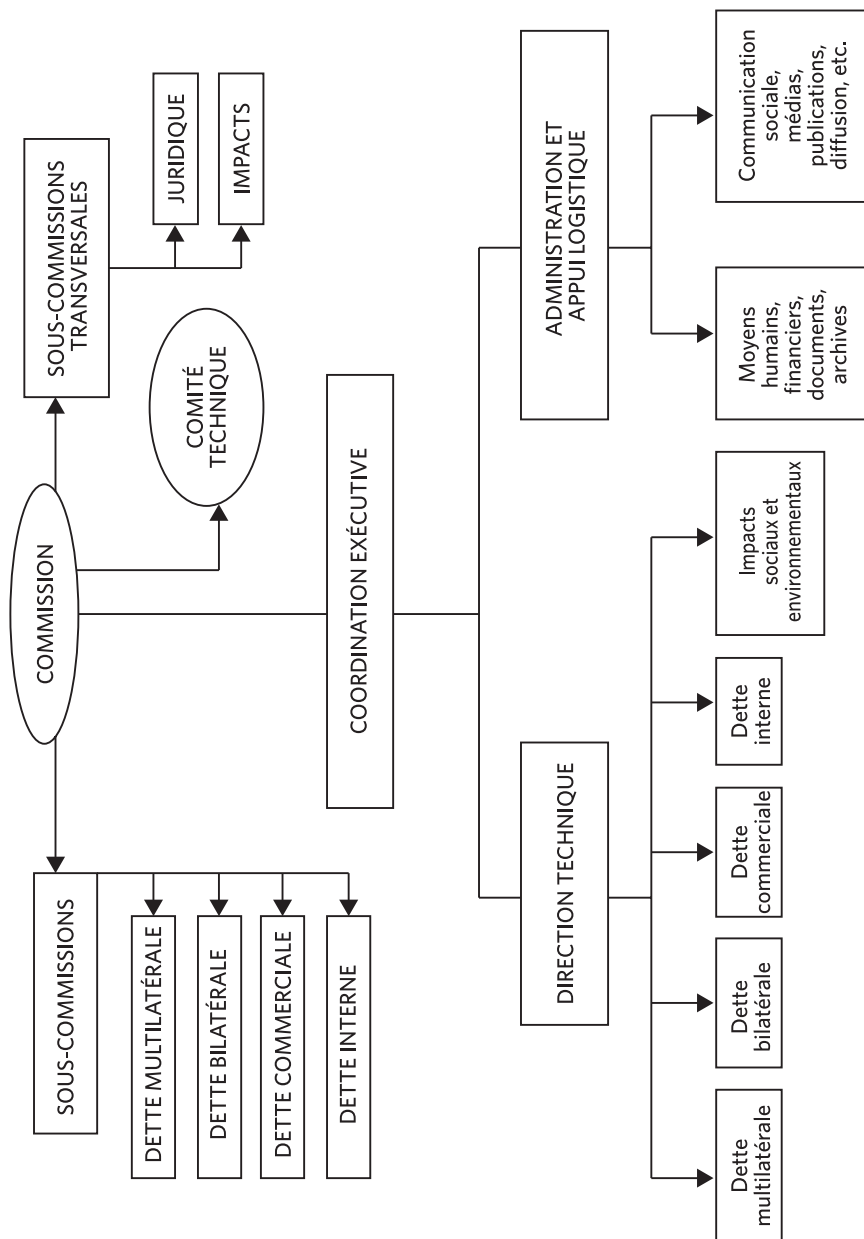 COMMISSION
SOUS-COMMISSIONS
DETTE MULTILATÉRALE
DETTE BILATÉRALE
DETTE COMMERCIALE
DETTE INTERNE
SOUS-COMMISSIONS
TRANSVERSALES
JURIDIQUE
IMPACTS
COMITÉ
TECHNIQUE
COORDINATION EXÉCUTIVE
DIRECTION TECHNIQUE
ADMINISTRATION ET
APPUI LOGISTIQUE
Dette
multilatérale
Dette
bilatérale
Dette
commerciale
Dette
interne
Impacts
sociaux et
environnementaux
Moyens
humains,
financiers,
documents,
archives
Communication
sociale,
médias,
publications,
diffusion, etc.